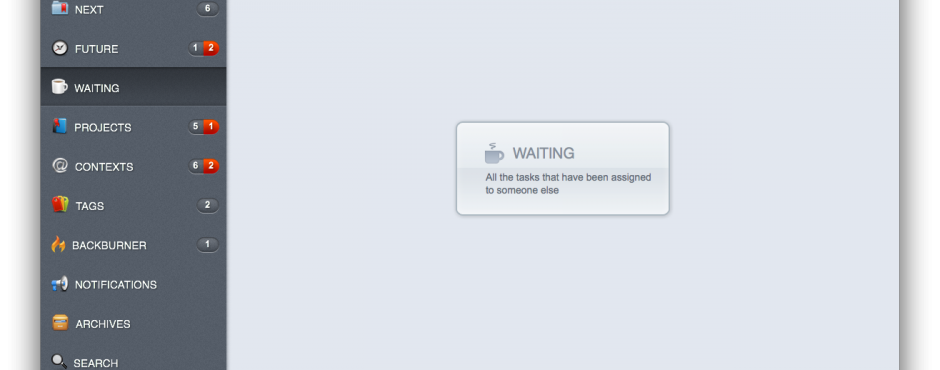 NEXT 6
FUTURE 1 2
WAITING
PROJECTS 5 1
@ CONTEXTS 6 2
TAGS 2
BACKBURNER 1
NOTIFICATIONS
ARCHIVES
SEARCH
WAITING
All the tasks that have been assigned
to someone else